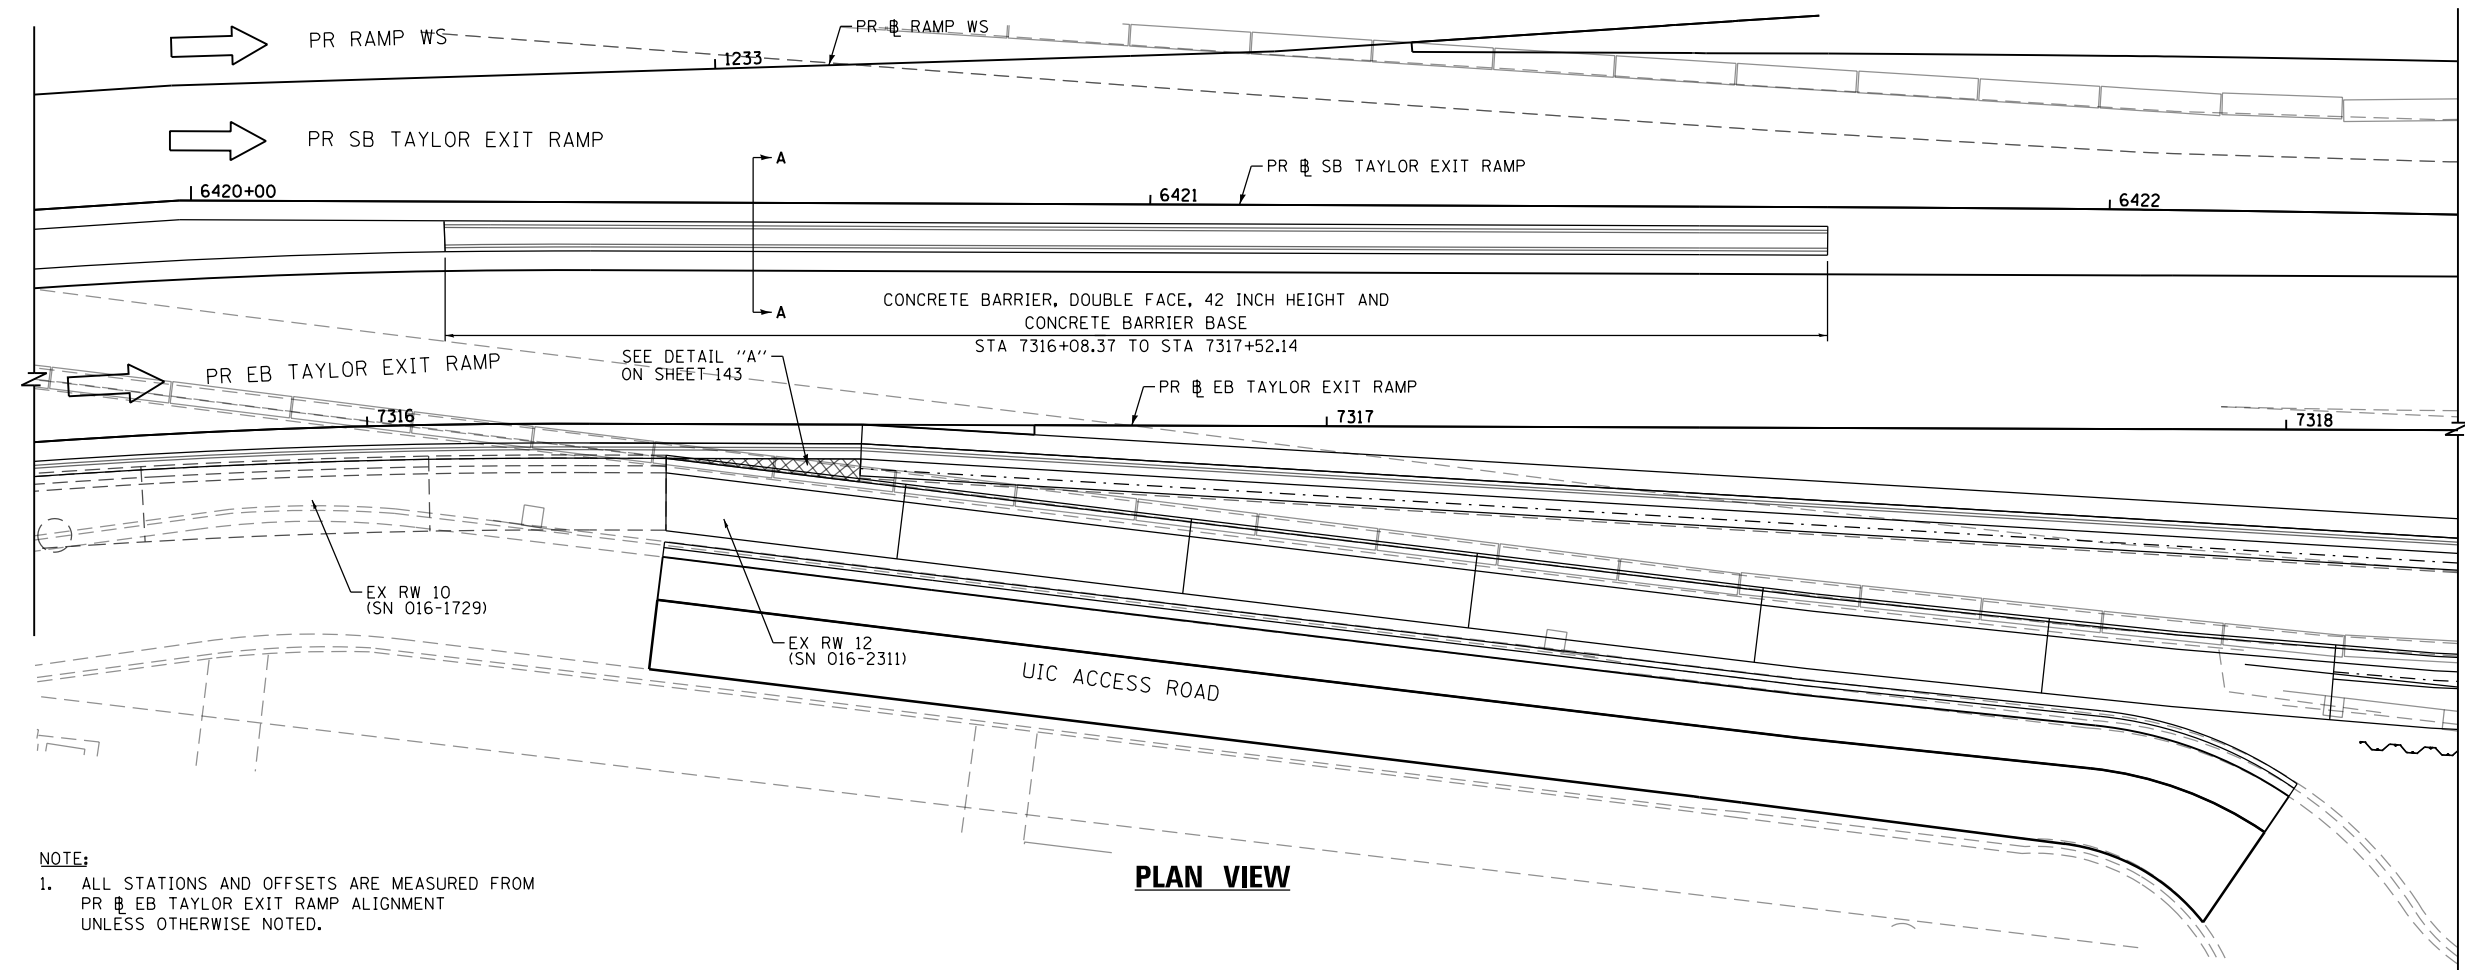 PR RAMP WS
PR ℄ RAMP WS
1233
PR SB TAYLOR EXIT RAMP
A
PR ℄ SB TAYLOR EXIT RAMP
6420+00
6421
6422
CONCRETE BARRIER, DOUBLE FACE, 42 INCH HEIGHT AND
CONCRETE BARRIER BASE
STA 7316+08.37 TO STA 7317+52.14
A
SEE DETAIL "A"
ON SHEET 143
PR EB TAYLOR EXIT RAMP
PR ℄ EB TAYLOR EXIT RAMP
7316
7317
7318
EX RW 10
(SN 016-1729)
EX RW 12
(SN 016-2311)
UIC ACCESS ROAD
NOTE:
1. ALL STATIONS AND OFFSETS ARE MEASURED FROM
PR ℄ EB TAYLOR EXIT RAMP ALIGNMENT
UNLESS OTHERWISE NOTED.
PLAN VIEW